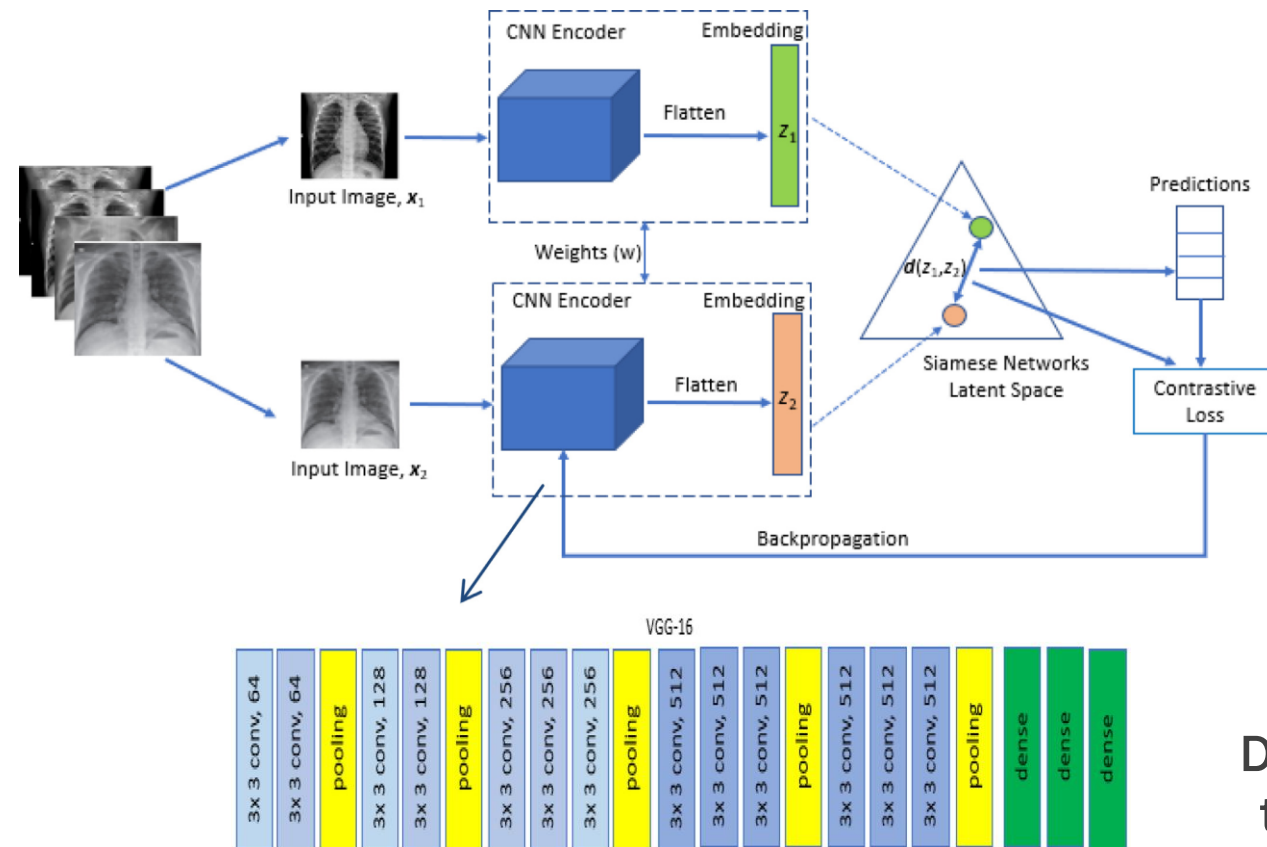 CNN Encoder
Embedding
Flatten
z1
Input Image, x1
Weights (w)
CNN Encoder
Embedding
Flatten
z2
Input Image, x2
d(z1,z2)
Siamese Networks
Latent Space
Predictions
Contrastive
Loss
Backpropagation
VGG-16
3x 3 conv, 64
3x 3 conv, 64
pooling
3x 3 conv, 128
3x 3 conv, 128
pooling
3x 3 conv, 256
3x 3 conv, 256
3x 3 conv, 256
pooling
3x 3 conv, 512
3x 3 conv, 512
3x 3 conv, 512
pooling
3x 3 conv, 512
3x 3 conv, 512
3x 3 conv, 512
pooling
dense
dense
dense